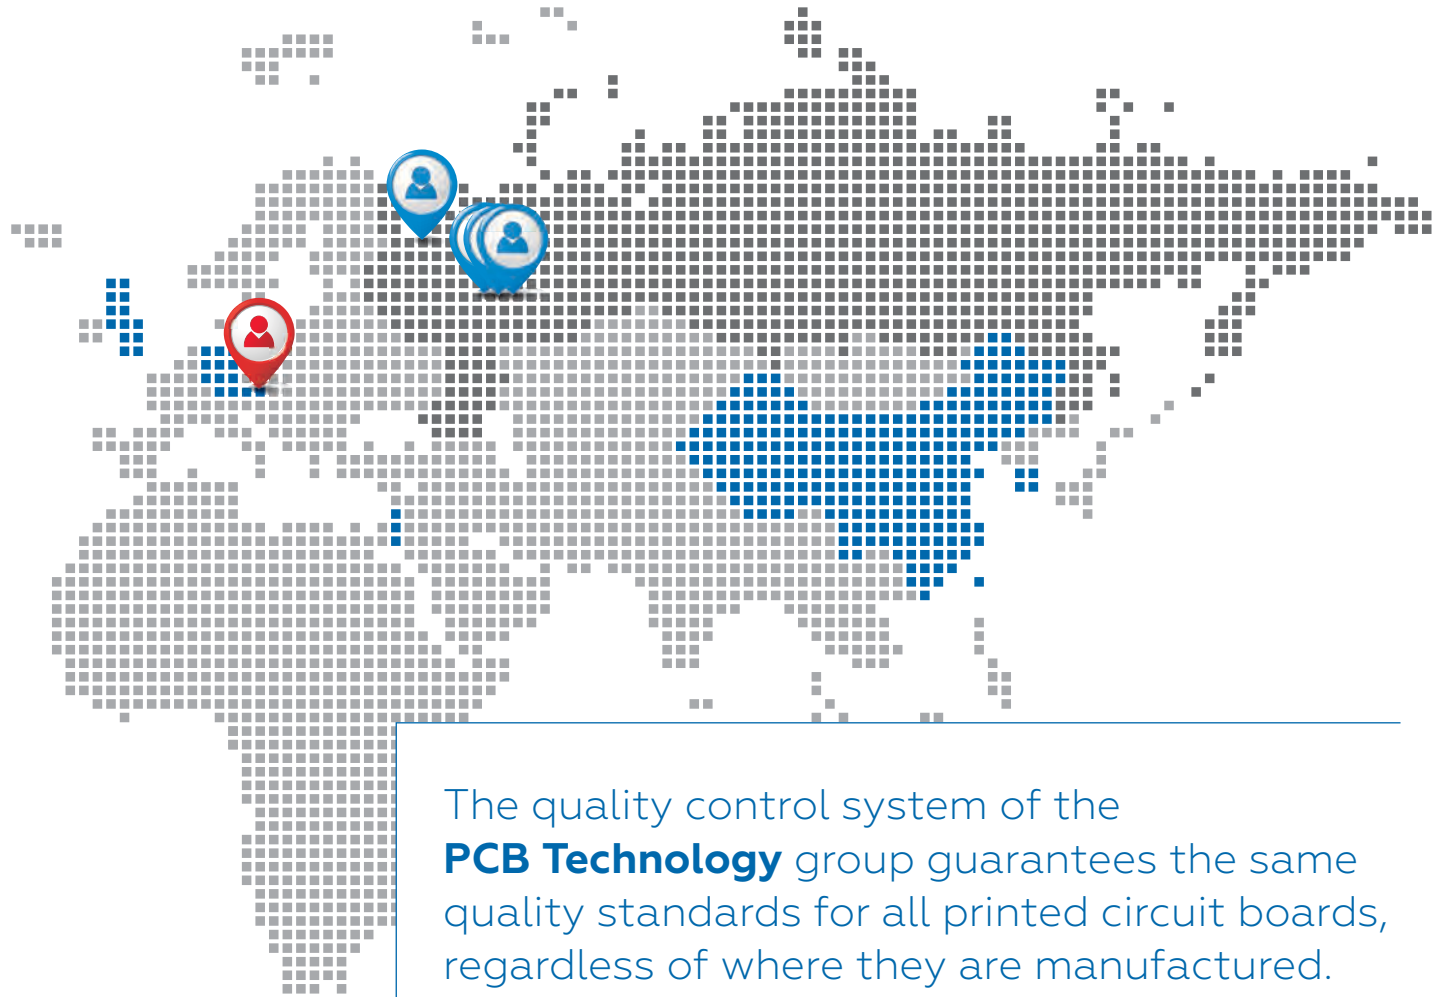 The quality control system of the
PCB Technology group guarantees the same
quality standards for all printed circuit boards,
regardless of where they are manufactured.